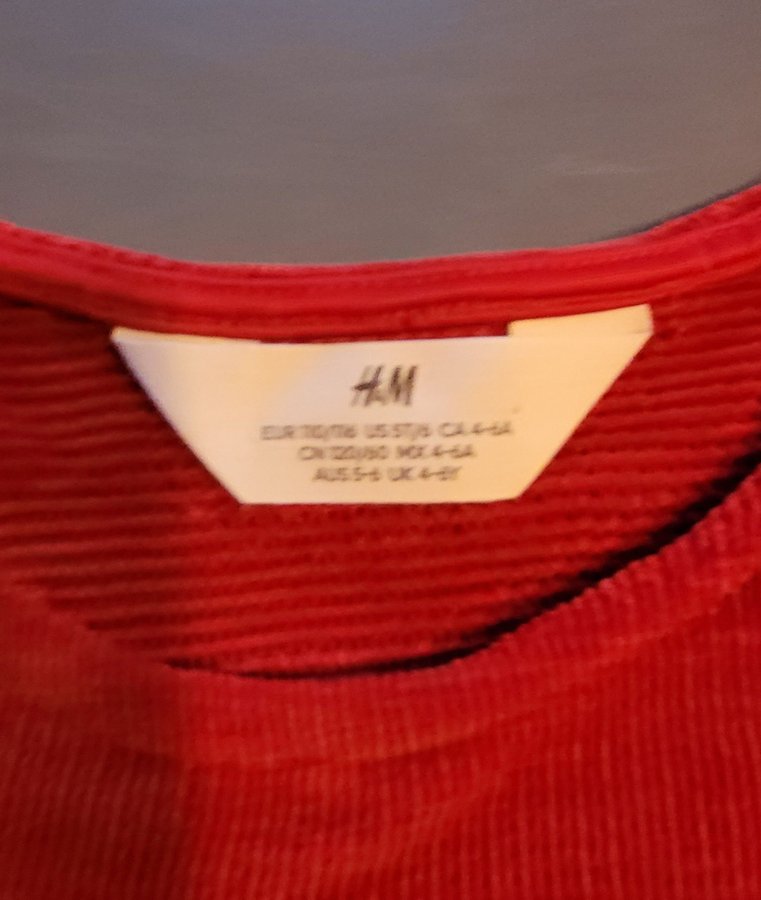 H&M
EUR 110/116 US 5T/6 CA 4-6A
CN 120/60 MX 4-6A
AUS 5-6 UK 4-6Y